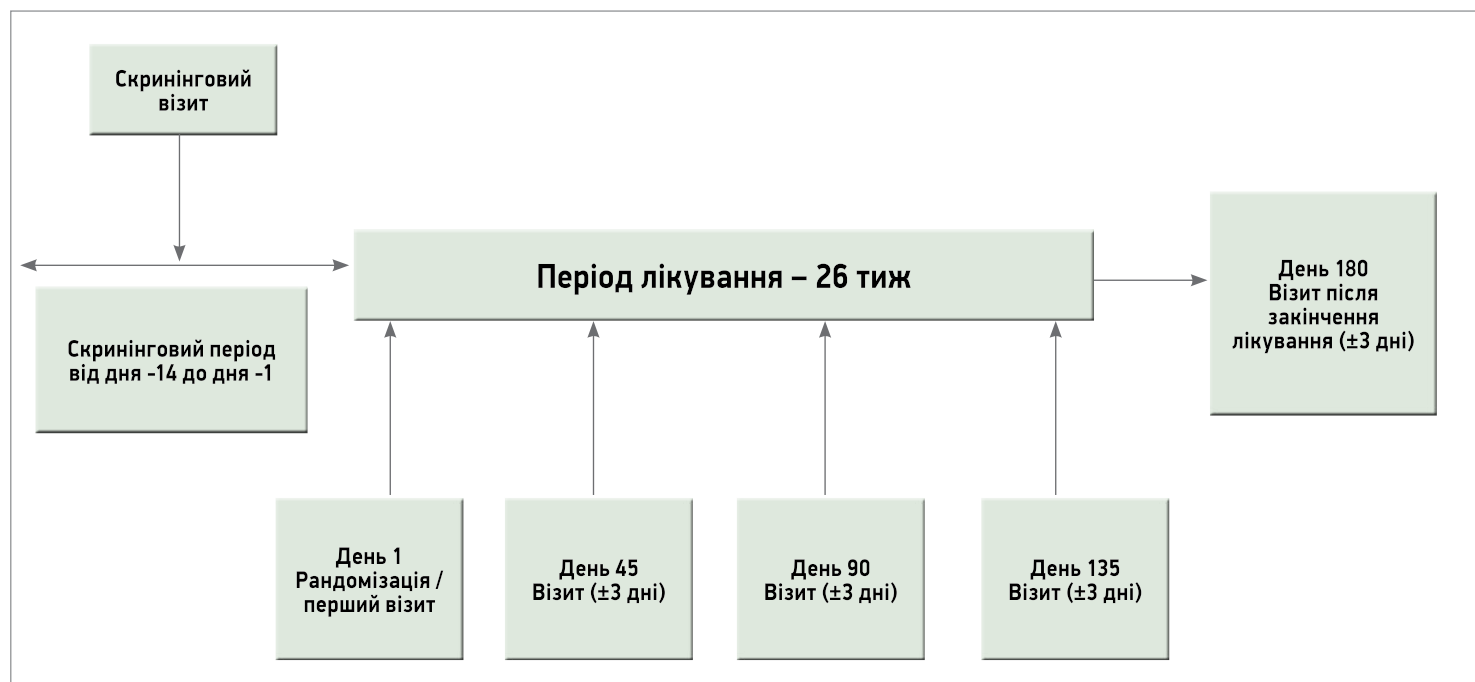 Скринінговий
візит
Скринінговий період
від дня -14 до дня -1
Період лікування – 26 тиж
День 180
Візит після
закінчення
лікування (±3 дні)
День 1
Рандомізація /
перший візит
День 45
Візит (±3 дні)
День 90
Візит (±3 дні)
День 135
Візит (±3 дні)